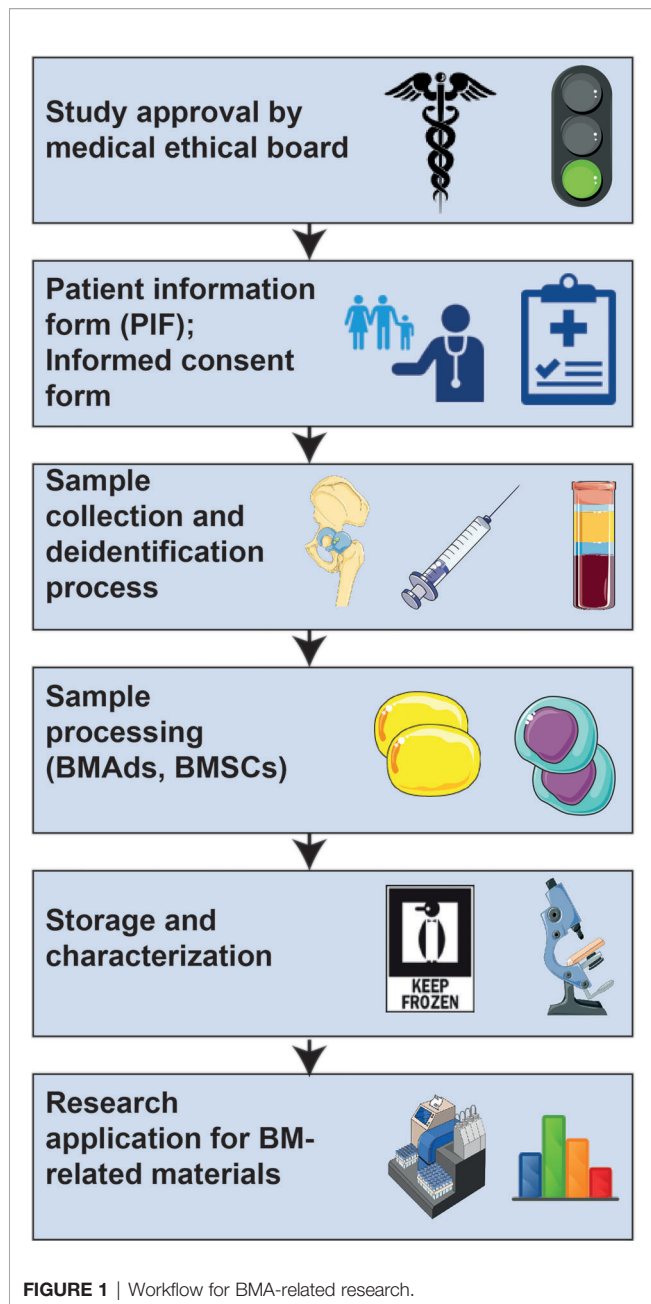 Study approval by
medical ethical board
Patient information
form (PIF);
Informed consent
form
Sample
collection and
deidentification
process
Sample
processing
(BMAds, BMSCs)
Storage and
characterization
KEEP
FROZEN
Research
application for BM-
related materials
FIGURE 1 | Workflow for BMA-related research.